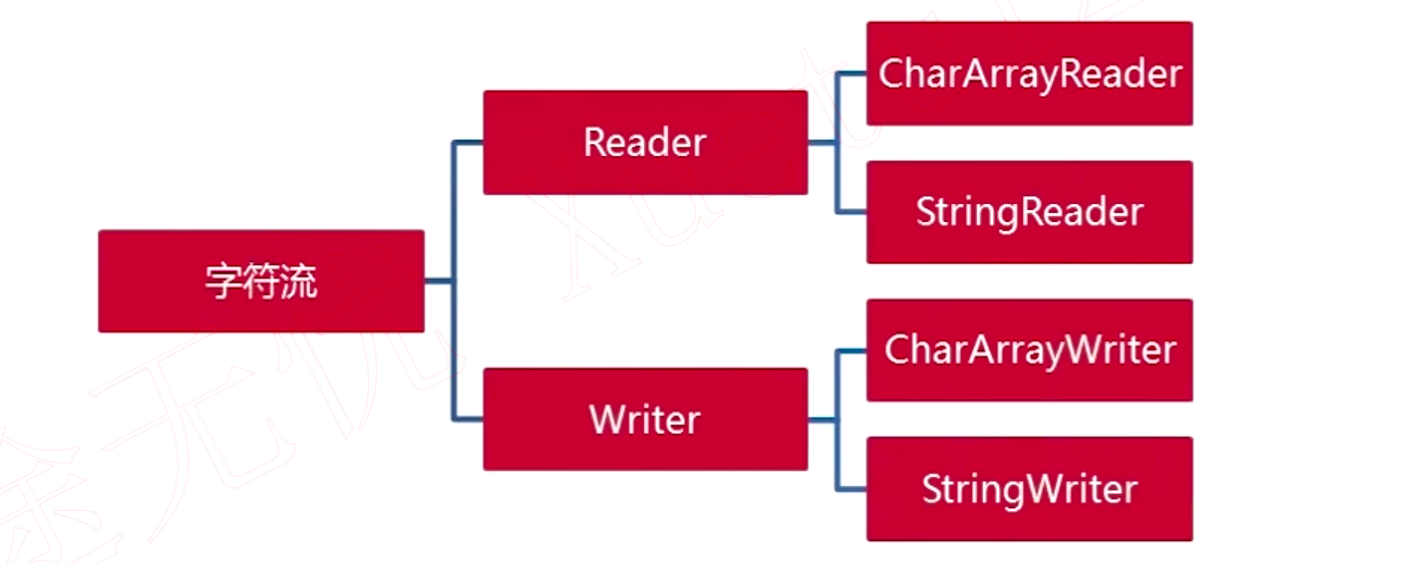 字符流
Reader
CharArrayReader
StringReader
Writer
CharArrayWriter
StringWriter